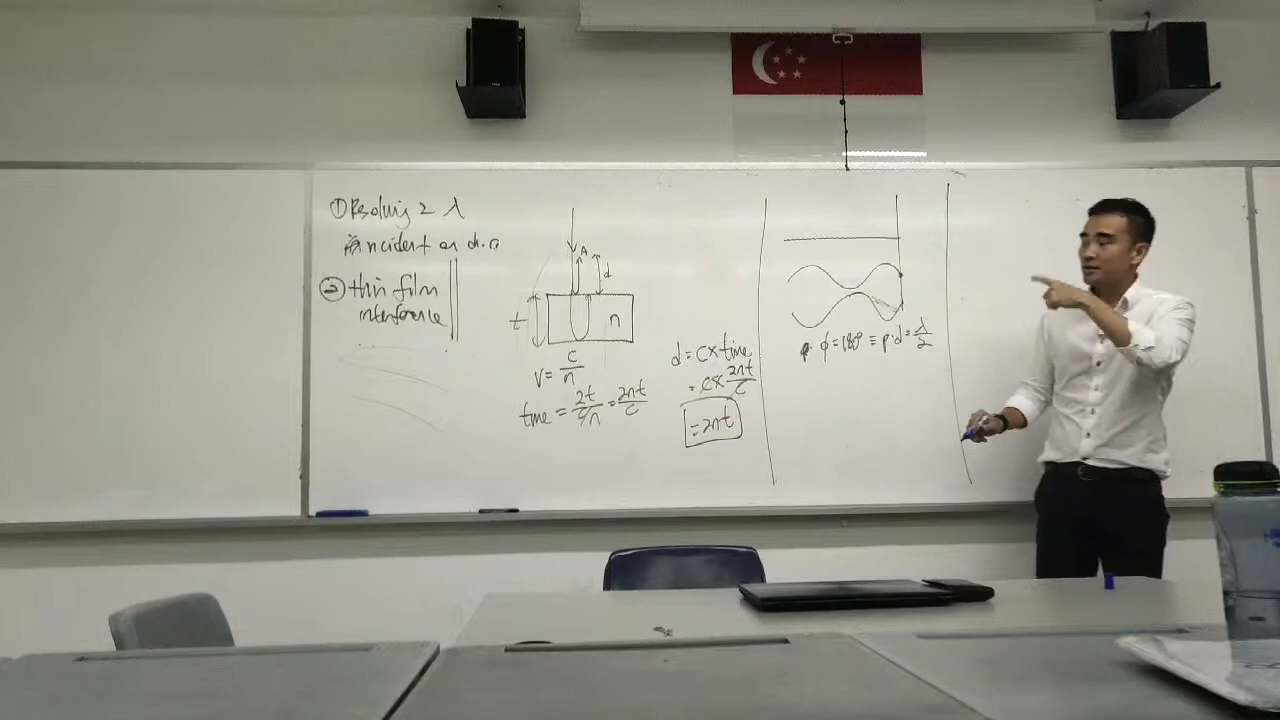 ① Resolving 2 λ
incident on d.g
② thin film
interference
A
d
t
n
V = c/n
time = 2t/(c/n) = 2nt/c
d = c x time
= c x 2nt/c
= 2nt
φ = 180° ≡ p.d = λ/2